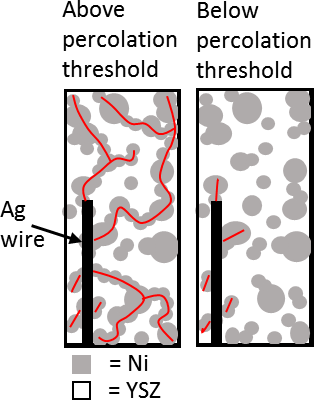 Above
percolation
threshold
Below
percolation
threshold
Ag
wire
= Ni
= YSZ